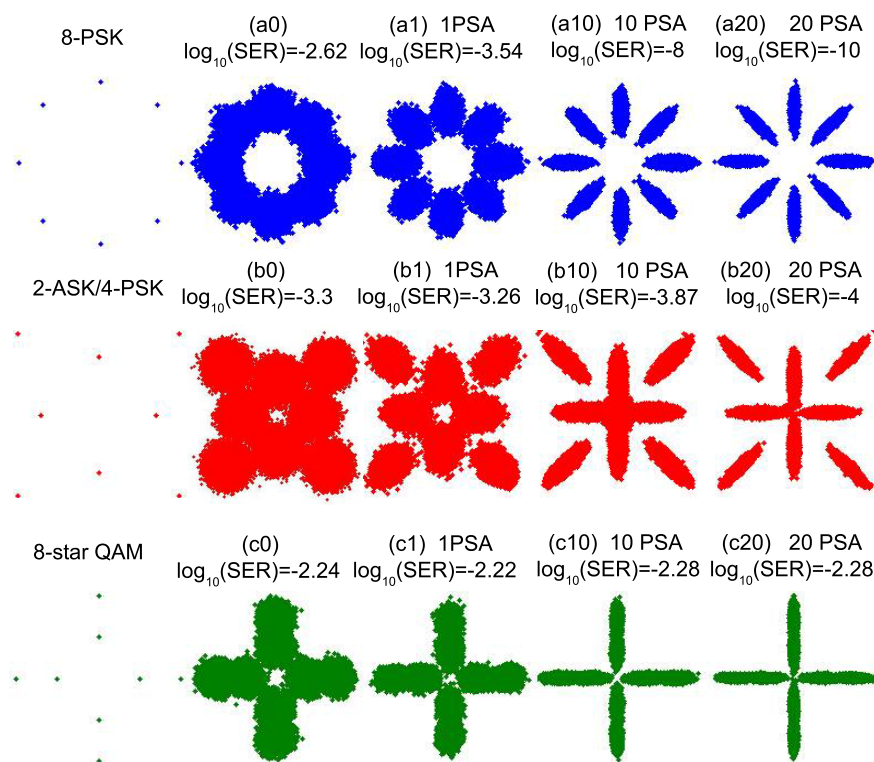 8-PSK
(a0)
log10(SER)=-2.62
(a1) 1PSA
log10(SER)=-3.54
(a10) 10 PSA
log10(SER)=-8
(a20) 20 PSA
log10(SER)=-10
2-ASK/4-PSK
(b0)
log10(SER)=-3.3
(b1) 1PSA
log10(SER)=-3.26
(b10) 10 PSA
log10(SER)=-3.87
(b20) 20 PSA
log10(SER)=-4
8-star QAM
(c0)
log10(SER)=-2.24
(c1) 1PSA
log10(SER)=-2.22
(c10) 10 PSA
log10(SER)=-2.28
(c20) 20 PSA
log10(SER)=-2.28